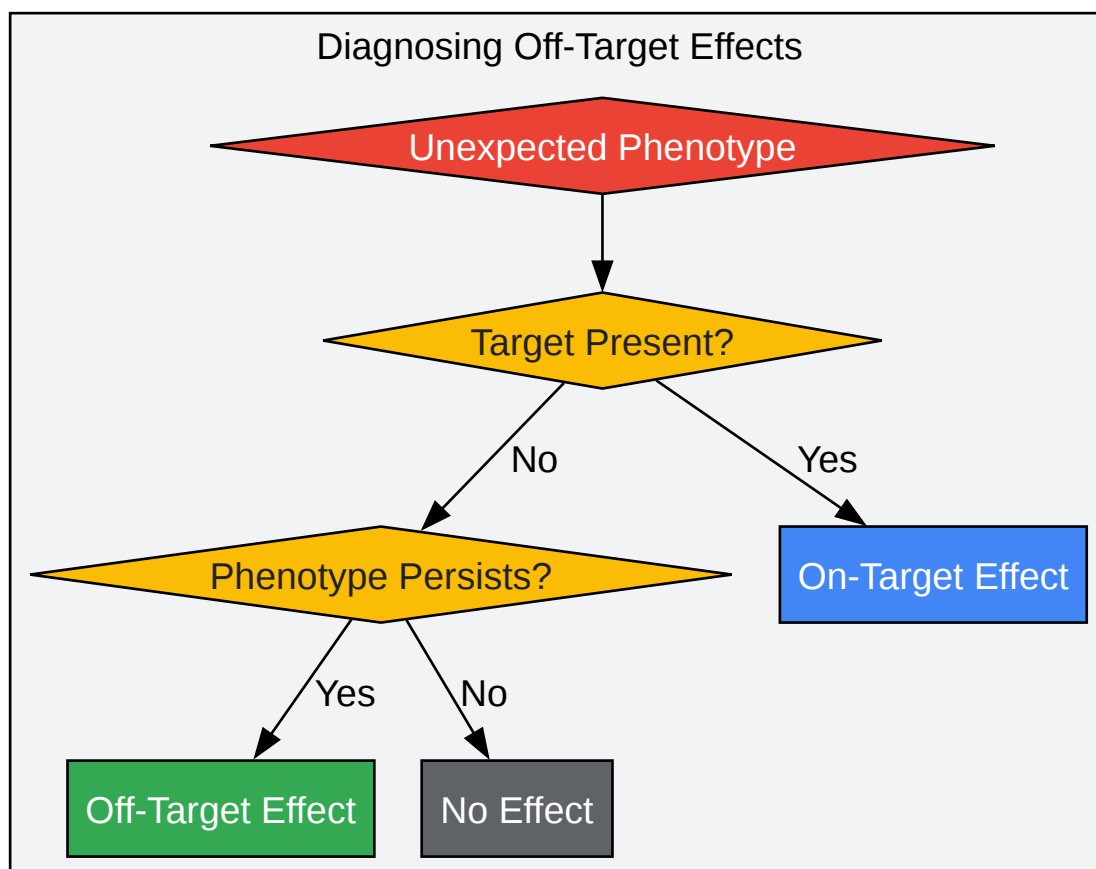 Diagnosing Off-Target Effects
Unexpected Phenotype
Target Present?
No
Yes
Phenotype Persists?
On-Target Effect
Yes
No
Off-Target Effect
No Effect